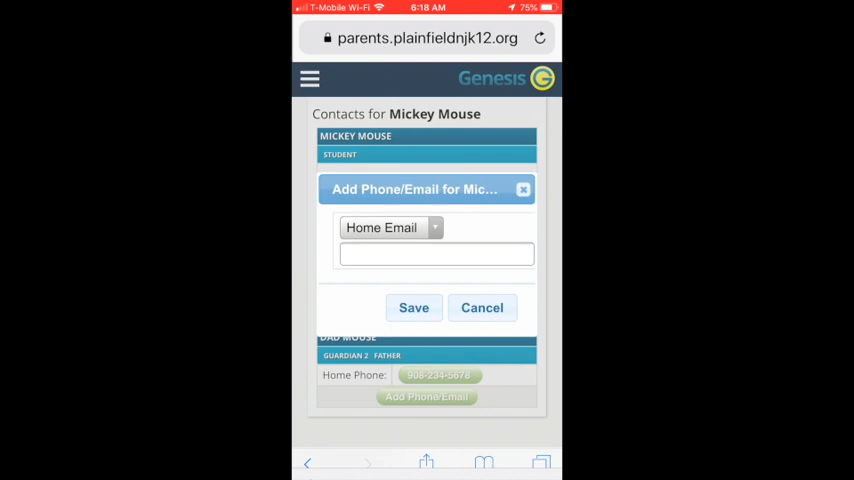 T-Mobile Wi-Fi 6:18 AM 75%
parents.plainfieldnjk12.org
Genesis G
Contacts for Mickey Mouse
MICKEY MOUSE
STUDENT
Add Phone/Email for Mic...
Home Email
Save Cancel
DAD MOUSE
GUARDIAN 2 FATHER
Home Phone: 908-234-5678
Add Phone/Email